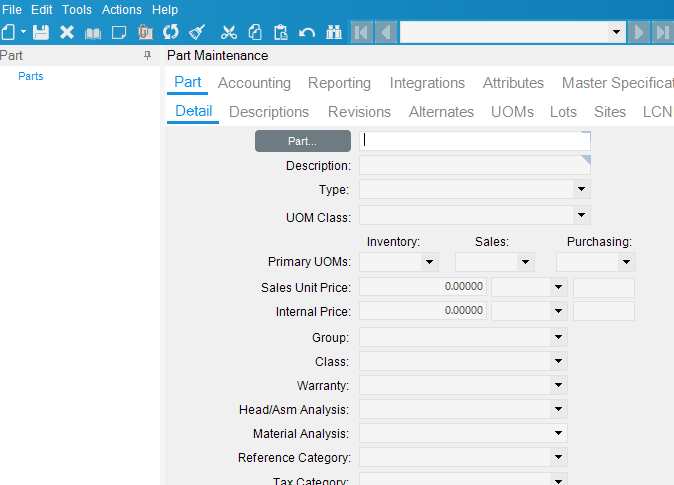 File Edit Tools Actions Help
Part
Parts
Part Maintenance
Part Accounting Reporting Integrations Attributes Master Specificat
Detail Descriptions Revisions Alternates UOMs Lots Sites LCN
Part...
Description:
Type:
UOM Class:
Inventory: Sales: Purchasing:
Primary UOMs:
Sales Unit Price: 0.00000
Internal Price: 0.00000
Group:
Class:
Warranty:
Head/Asm Analysis:
Material Analysis:
Reference Category:
Tax Category: